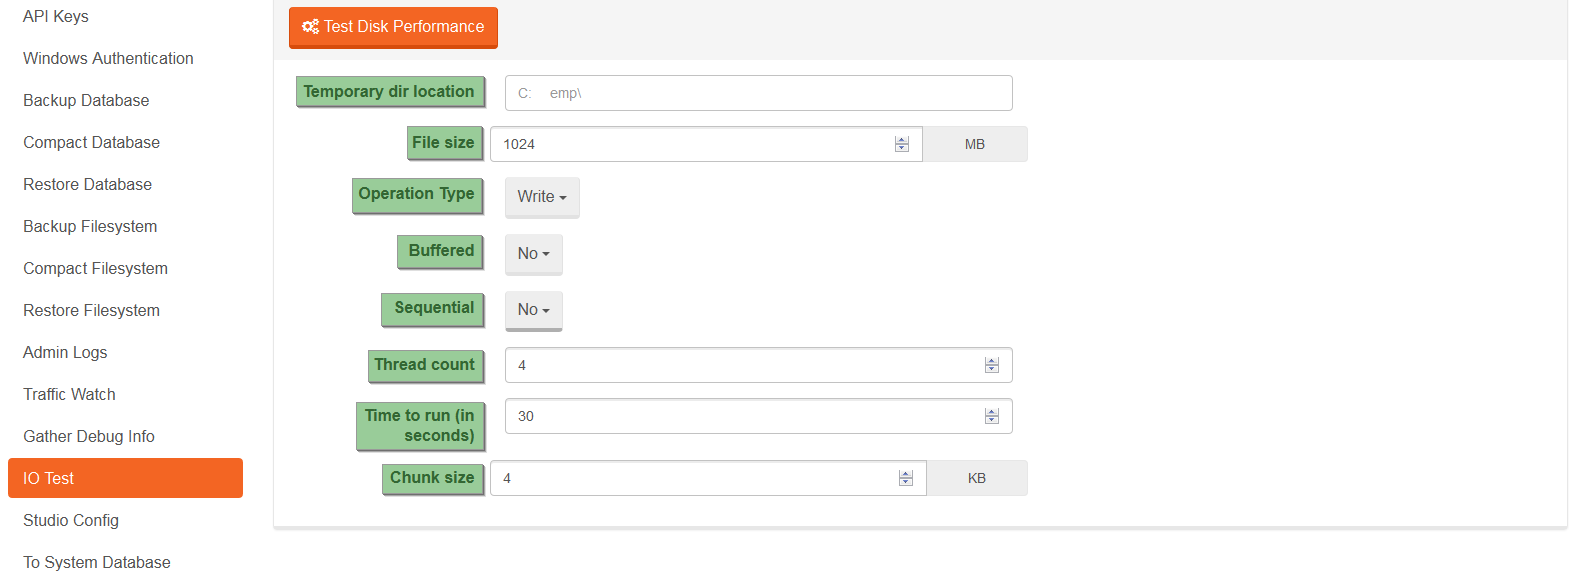 API Keys
Windows Authentication
Backup Database
Compact Database
Restore Database
Backup Filesystem
Compact Filesystem
Restore Filesystem
Admin Logs
Traffic Watch
Gather Debug Info
IO Test
Studio Config
To System Database
Test Disk Performance
Temporary dir location C: emp\
File size 1024 MB
Operation Type Write
Buffered No
Sequential No
Thread count 4
Time to run (in
seconds) 30
Chunk size 4 KB